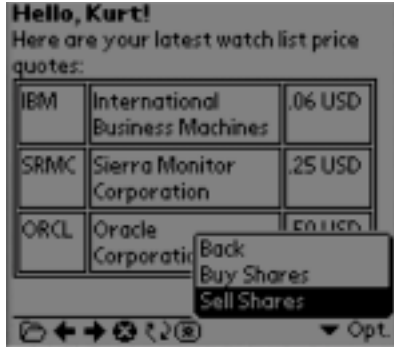 Hello, Kurt!
Here are your latest watch list price
quotes:
IBM International .06 USD
Business Machines
SRMC Sierra Monitor .25 USD
Corporation
ORCL Oracle
Back
Buy Shares
Sell Shares
Opt.